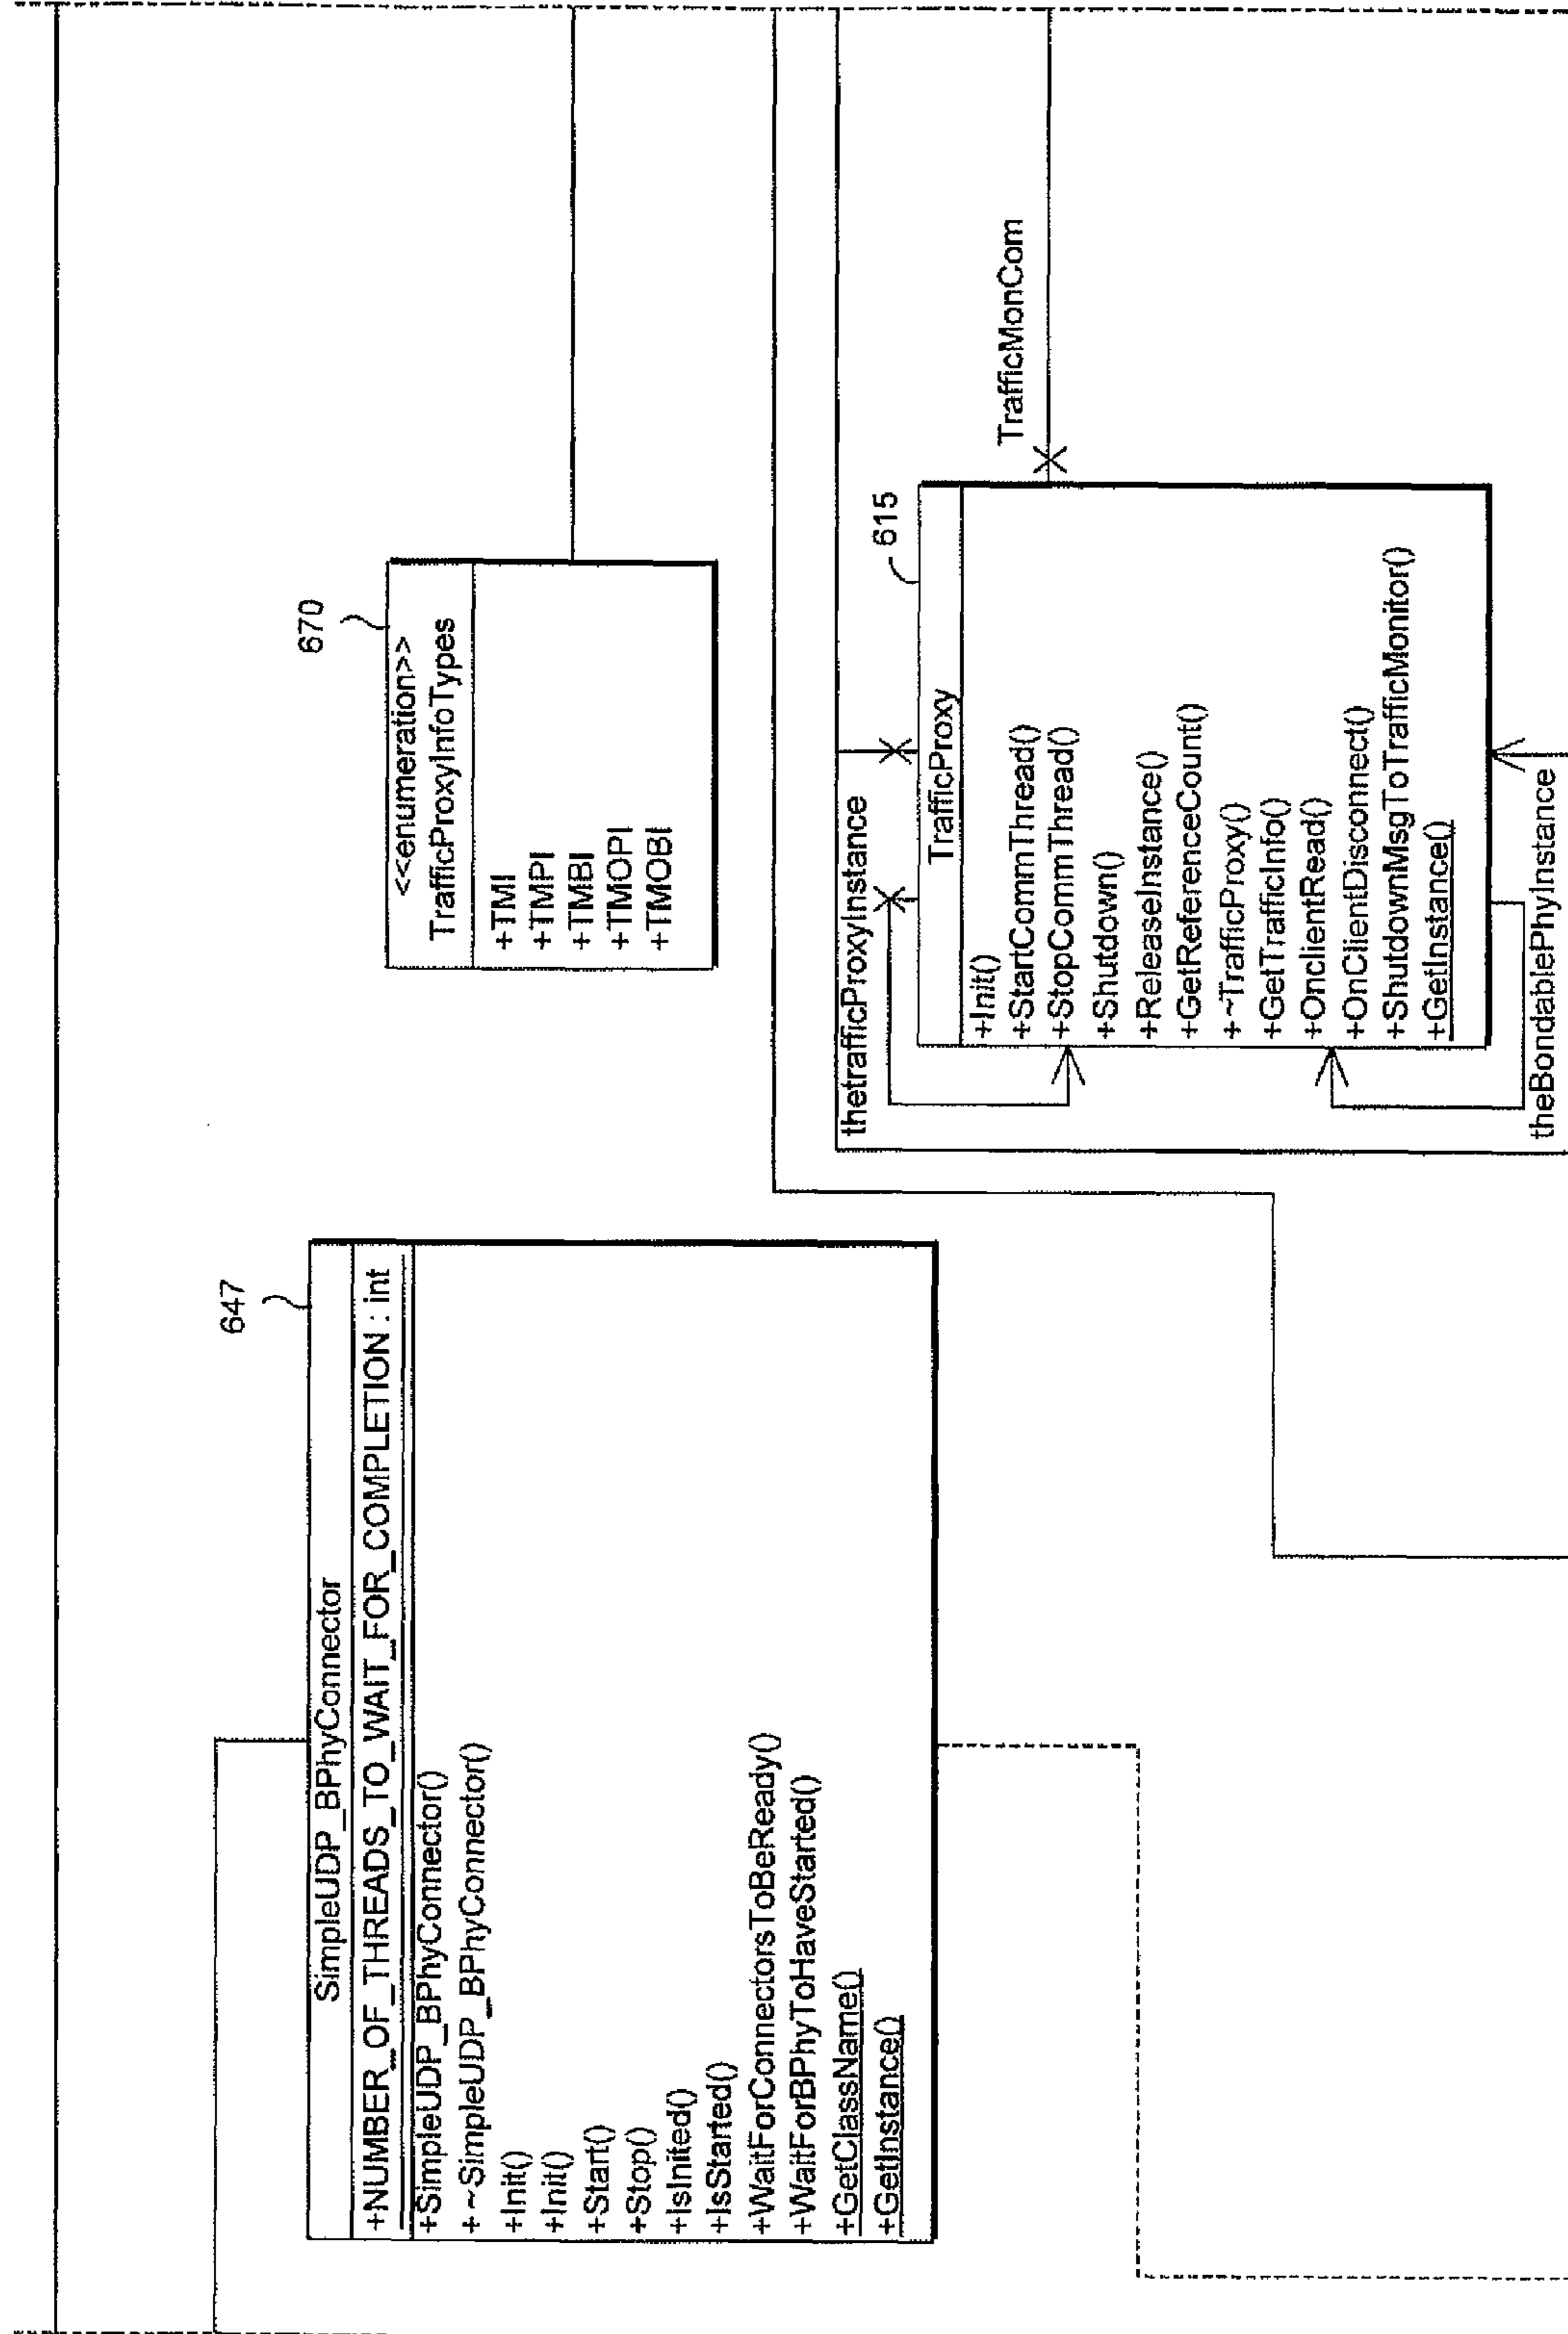 647
SimpleUDP_BPhyConnector
+NUMBER_OF_THREADS_TO_WAIT_FOR_COMPLETION : int
+SimpleUDP_BPhyConnector()
+~SimpleUDP_BPhyConnector()
+Init()
+Init()
+Start()
+Stop()
+IsInited()
+IsStarted()
+WaitForConnectorsToBeReady()
+WaitForBPhyToHaveStarted()
+GetClassName()
+GetInstance()
670
<<enumeration>>
TrafficProxyInfoTypes
+TMI
+TMPI
+TMBI
+TMOPI
+TMOBI
thetrafficProxyInstance
615
TrafficProxy
+Init()
+StartCommThread()
+StopCommThread()
+Shutdown()
+ReleaseInstance()
+GetReferenceCount()
+~TrafficProxy()
+GetTrafficInfo()
+OnclientRead()
+OnClientDisconnect()
+ShutdownMsgToTrafficMonitor()
+GetInstance()
theBondablePhyInstance
TrafficMonCom